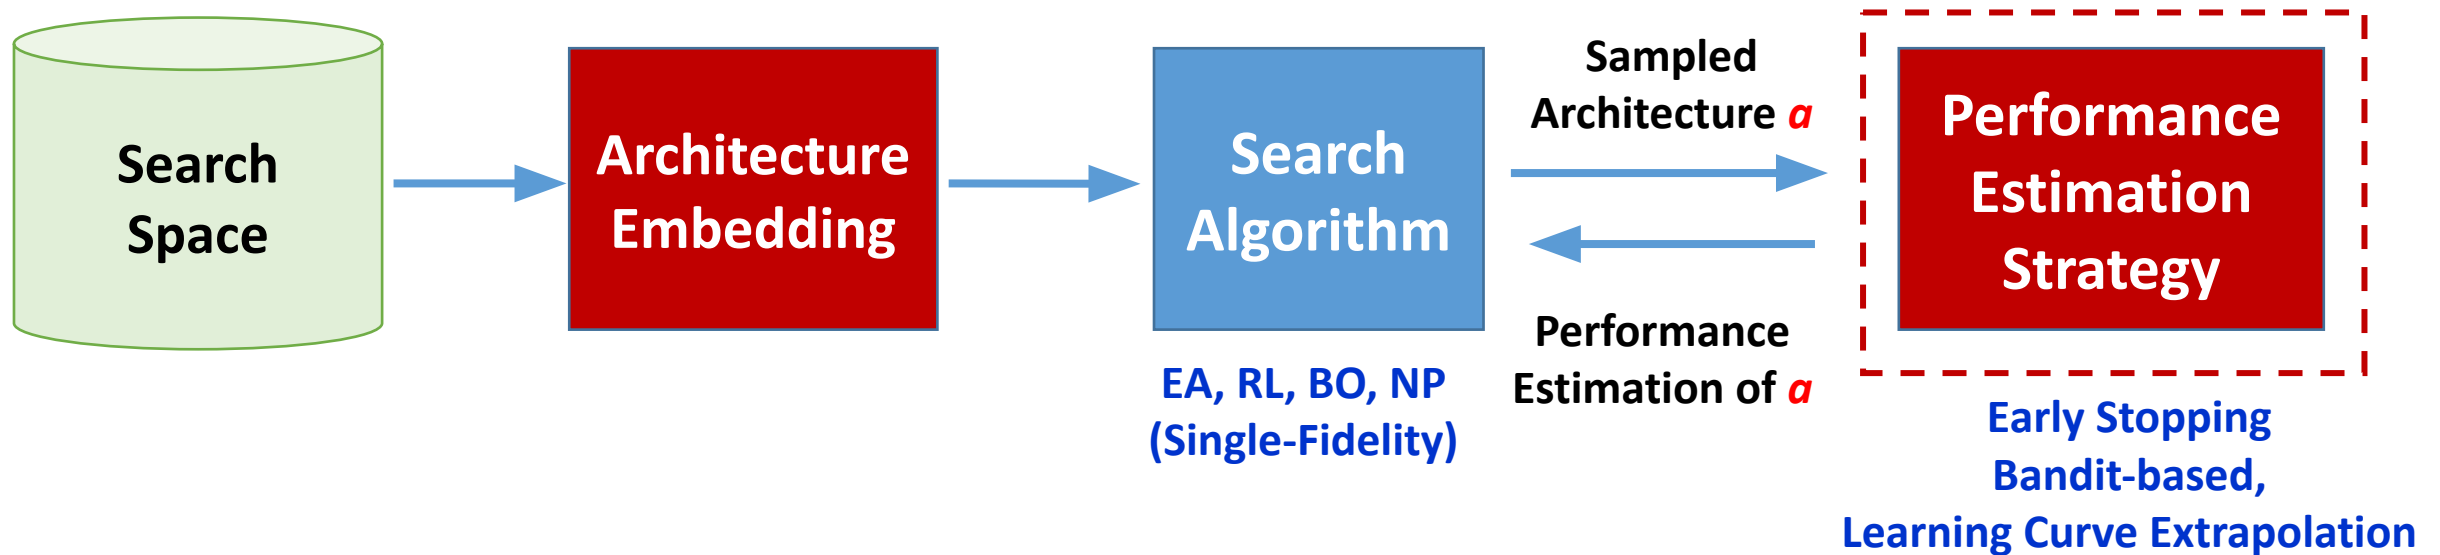 Search
Space
Architecture
Embedding
Search
Algorithm
EA, RL, BO, NP
(Single-Fidelity)
Sampled
Architecture a
Performance
Estimation of a
Performance
Estimation
Strategy
Early Stopping
Bandit-based,
Learning Curve Extrapolation